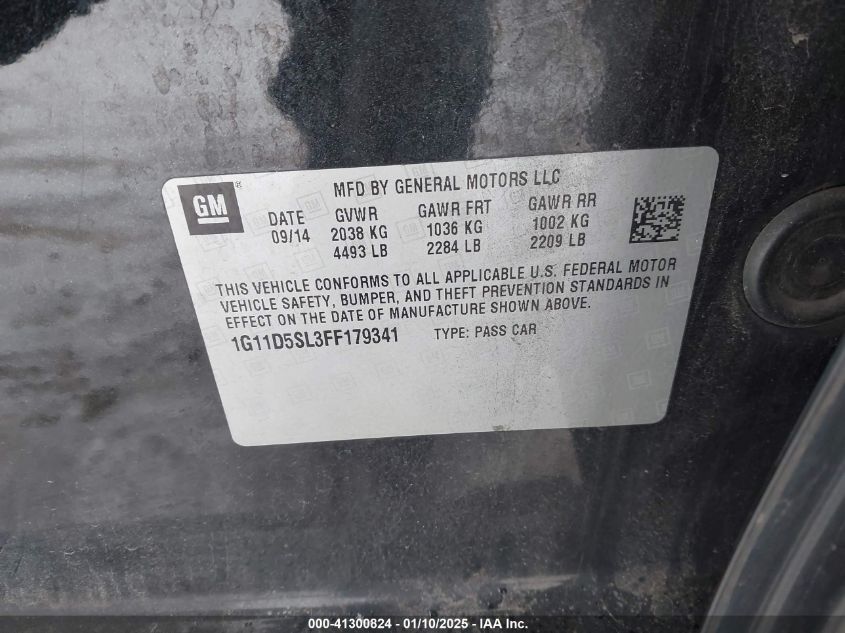 GM ® MFD BY GENERAL MOTORS LLC
DATE GVWR GAWR FRT GAWR RR
09/14 2038 KG 1036 KG 1002 KG
4493 LB 2284 LB 2209 LB
THIS VEHICLE CONFORMS TO ALL APPLICABLE U.S. FEDERAL MOTOR
VEHICLE SAFETY, BUMPER, AND THEFT PREVENTION STANDARDS IN
EFFECT ON THE DATE OF MANUFACTURE SHOWN ABOVE.
1G11D5SL3FF179341 TYPE: PASS CAR
000-41300824 - 01/10/2025 - IAA Inc.